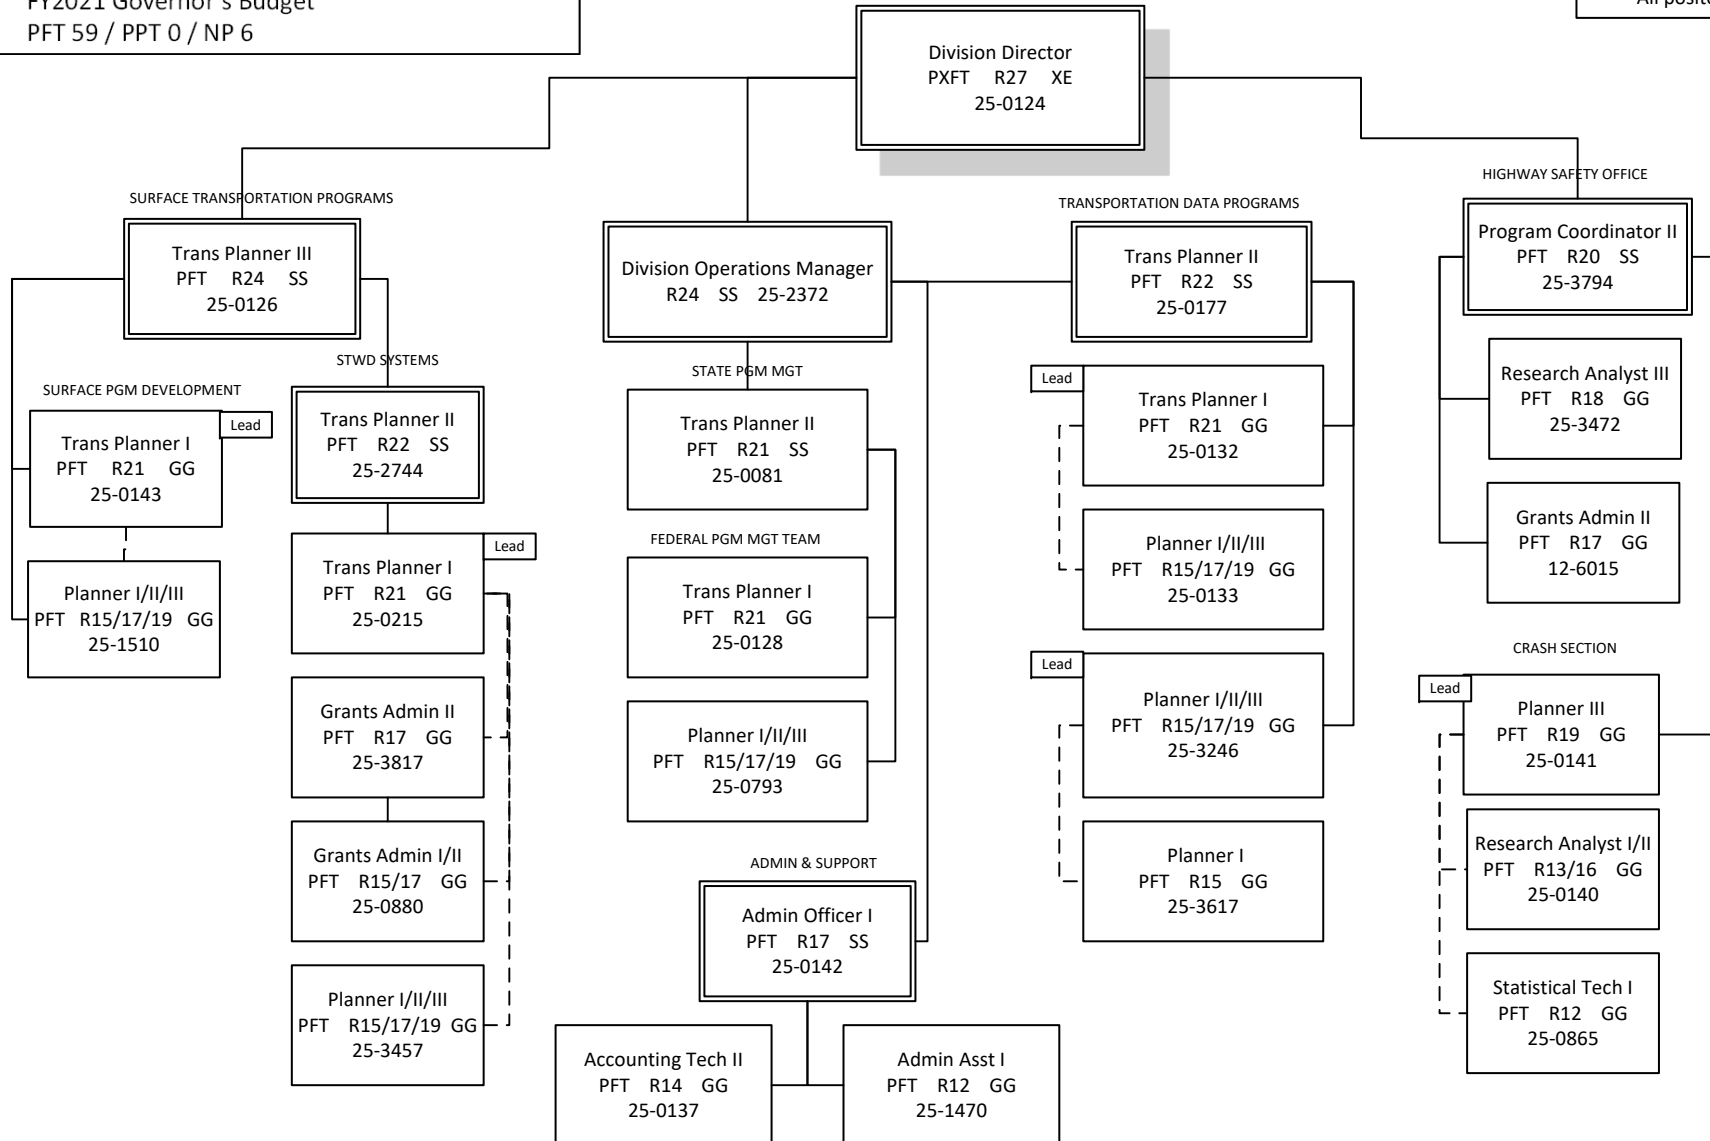 FY2021 Governor's Budget
PFT 59 / PPT 0 / NP 6
Division Director
PXFT R27 XE
25-0124
SURFACE TRANSPORTATION PROGRAMS
Trans Planner III
PFT R24 SS
25-0126
SURFACE PGM DEVELOPMENT
Lead
Trans Planner I
PFT R21 GG
25-0143
Planner I/II/III
PFT R15/17/19 GG
25-1510
STWD SYSTEMS
Trans Planner II
PFT R22 SS
25-2744
Lead
Trans Planner I
PFT R21 GG
25-0215
Grants Admin II
PFT R17 GG
25-3817
Grants Admin I/II
PFT R15/17 GG
25-0880
Planner I/II/III
PFT R15/17/19 GG
25-3457
Division Operations Manager
R24 SS 25-2372
STATE PGM MGT
Trans Planner II
PFT R21 SS
25-0081
FEDERAL PGM MGT TEAM
Trans Planner I
PFT R21 GG
25-0128
Planner I/II/III
PFT R15/17/19 GG
25-0793
ADMIN & SUPPORT
Admin Officer I
PFT R17 SS
25-0142
Accounting Tech II
PFT R14 GG
25-0137
Admin Asst I
PFT R12 GG
25-1470
TRANSPORTATION DATA PROGRAMS
Trans Planner II
PFT R22 SS
25-0177
Lead
Trans Planner I
PFT R21 GG
25-0132
Planner I/II/III
PFT R15/17/19 GG
25-0133
Lead
Planner I/II/III
PFT R15/17/19 GG
25-3246
Planner I
PFT R15 GG
25-3617
All
HIGHWAY SAFETY OFFICE
Program Coordinator II
PFT R20 SS
25-3794
Research Analyst III
PFT R18 GG
25-3472
Grants Admin II
PFT R17 GG
12-6015
CRASH SECTION
Lead
Planner III
PFT R19 GG
25-0141
Research Analyst I/II
PFT R13/16 GG
25-0140
Statistical Tech I
PFT R12 GG
25-0865